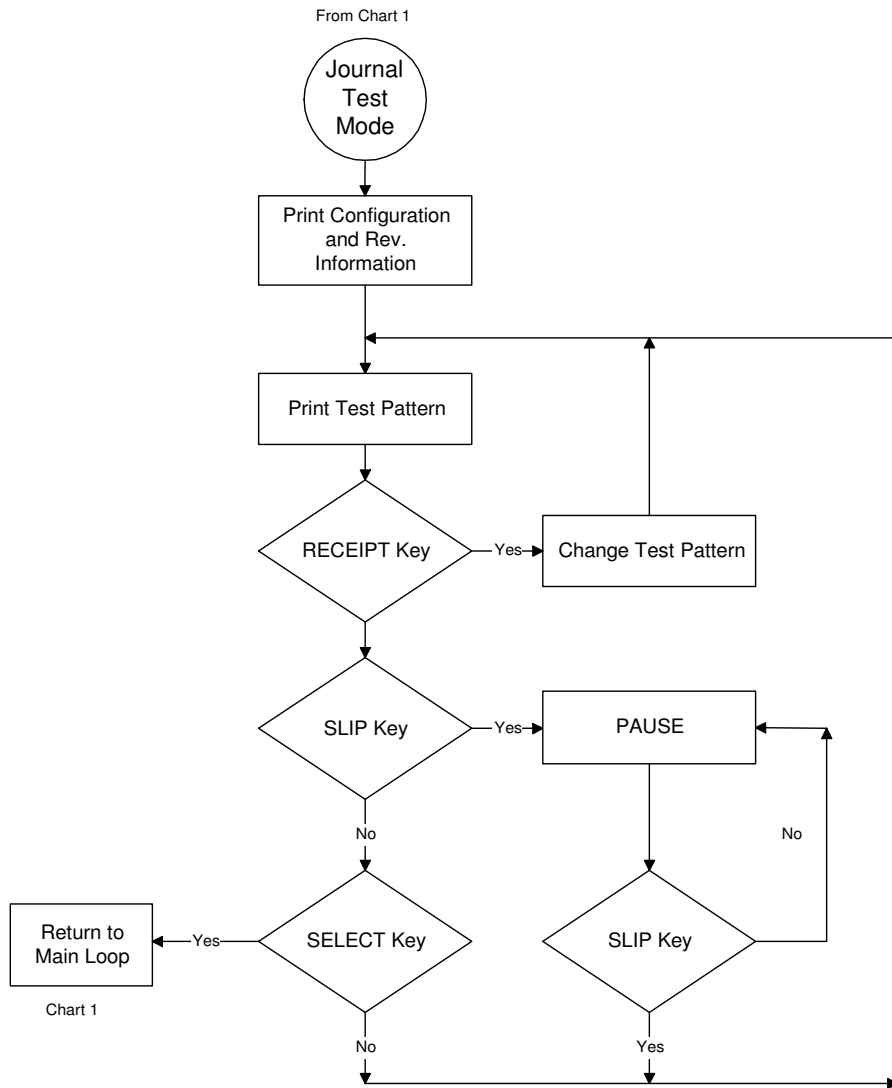 From Chart 1
Journal
Test
Mode
Print Configuration
and Rev.
Information
Print Test Pattern
RECEIPT Key
Yes
Change Test Pattern
SLIP Key
Yes
PAUSE
No
No
Return to
Main Loop
Yes
SELECT Key
SLIP Key
Chart 1
No
Yes